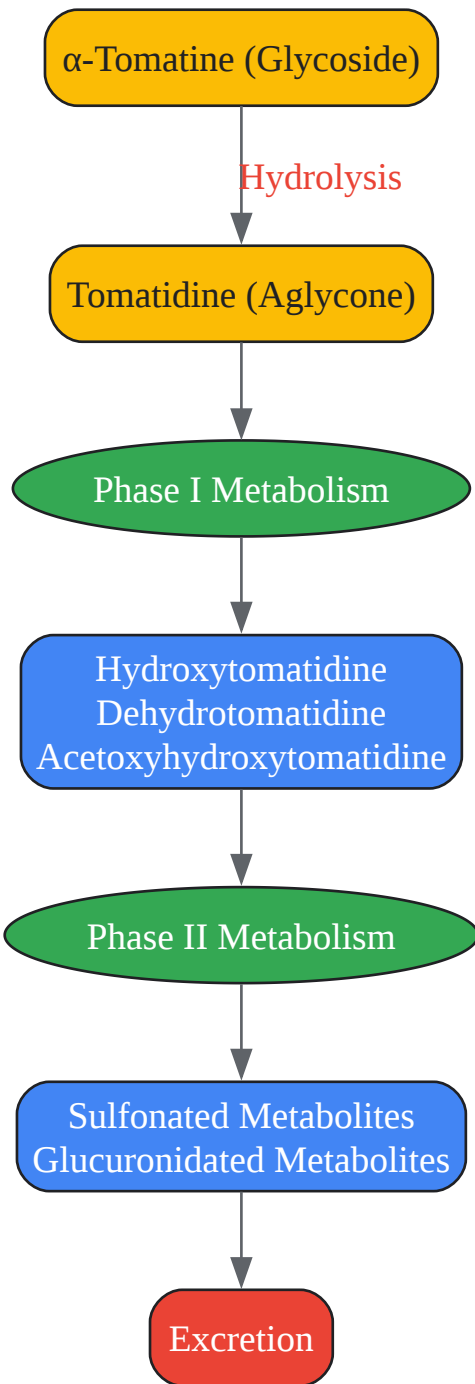 α-Tomatine (Glycoside)
Hydrolysis
Tomatidine (Aglycone)
Phase I Metabolism
Hydroxytomatidine
Dehydrotomatidine
Acetoxyhydroxytomatidine
Phase II Metabolism
Sulfonated Metabolites
Glucuronidated Metabolites
Excretion